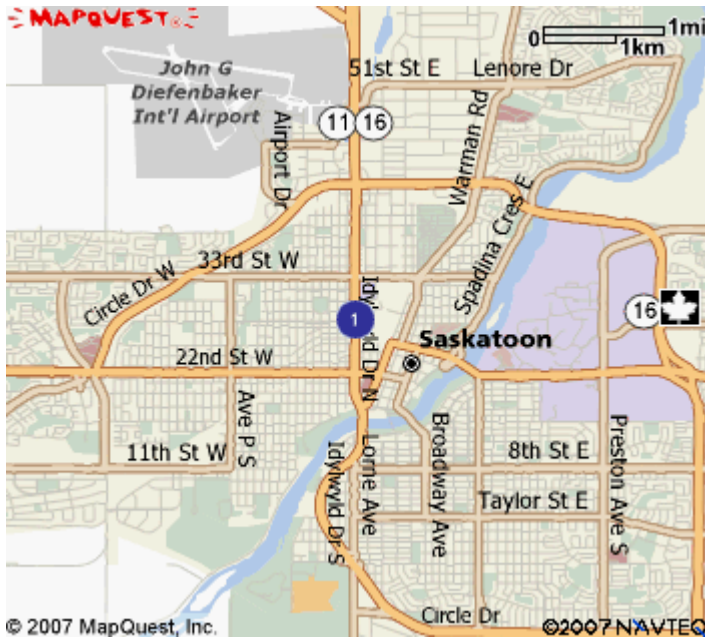 MAPQUEST®
0 1mi
1km
John G
Diefenbaker
Int'l Airport
51st St E
Lenore Dr
11
16
Airport Dr
Warman Rd
Spadina Cres E
33rd St W
Circle Dr W
Idylwyld Dr N
1
16
Saskatoon
22nd St W
Ave P S
11th St W
Idylwyld Dr S
Lorne Ave
Broadway Ave
8th St E
Taylor St E
Preston Ave S
Circle Dr
© 2007 MapQuest, Inc.
©2007 NAVTEQ